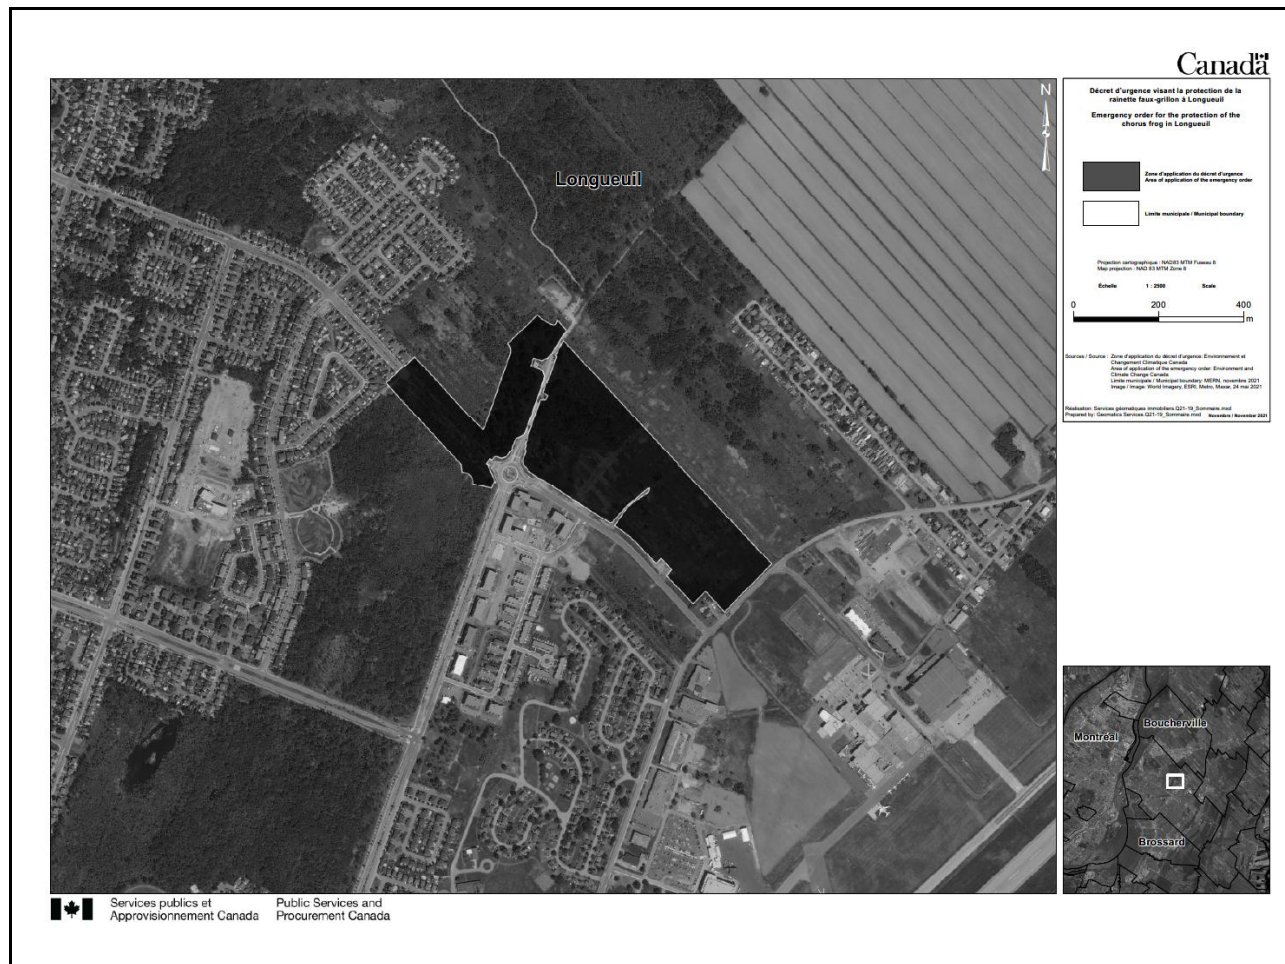 Canada
Décret d'urgence visant la protection de la
rainette faux-grillon à Longueuil
Emergency order for the protection of the
chorus frog in Longueuil
Zone d'application du décret d'urgence
Area of application of the emergency order
Limite municipale / Municipal boundary
Projection cartographique : NAD83 MTM Fuseau 8
Map projection : NAD 83 MTM Zone 8
Échelle 1 : 2500 Scale
0 200 400
m
Sources / Source : Zone d'application du décret d'urgence: Environnement et
Changement Climatique Canada
Area of application of the emergency order: Environment and
Climate Change Canada
Limite municipale / Municipal boundary: MERN, novembre 2021
Image / Image: World Imagery, ESRI, Metro, Maxar, 24 mai 2021
Réalisation: Services géomatiques immobiliers:Q21-19_Sommaire.mxd
Prepared by: Geomatics Services:Q21-19_Sommaire.mxd Novembre / November 2021
N
Longueuil
Boucherville
Montréal
Brossard
Services publics et Public Services and
Approvisionnement Canada Procurement Canada